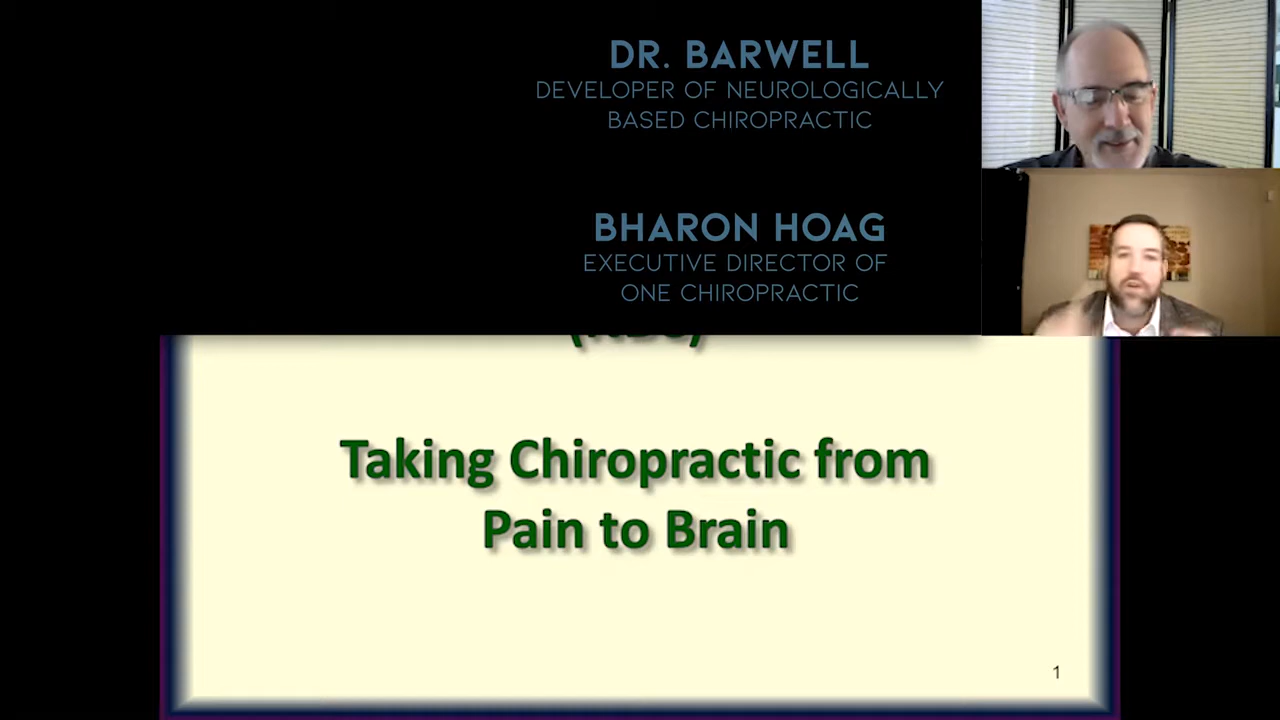 DR. BARWELL
DEVELOPER OF NEUROLOGICALLY
BASED CHIROPRACTIC
BHARON HOAG
EXECUTIVE DIRECTOR OF
ONE CHIROPRACTIC
Taking Chiropractic from
Pain to Brain
1